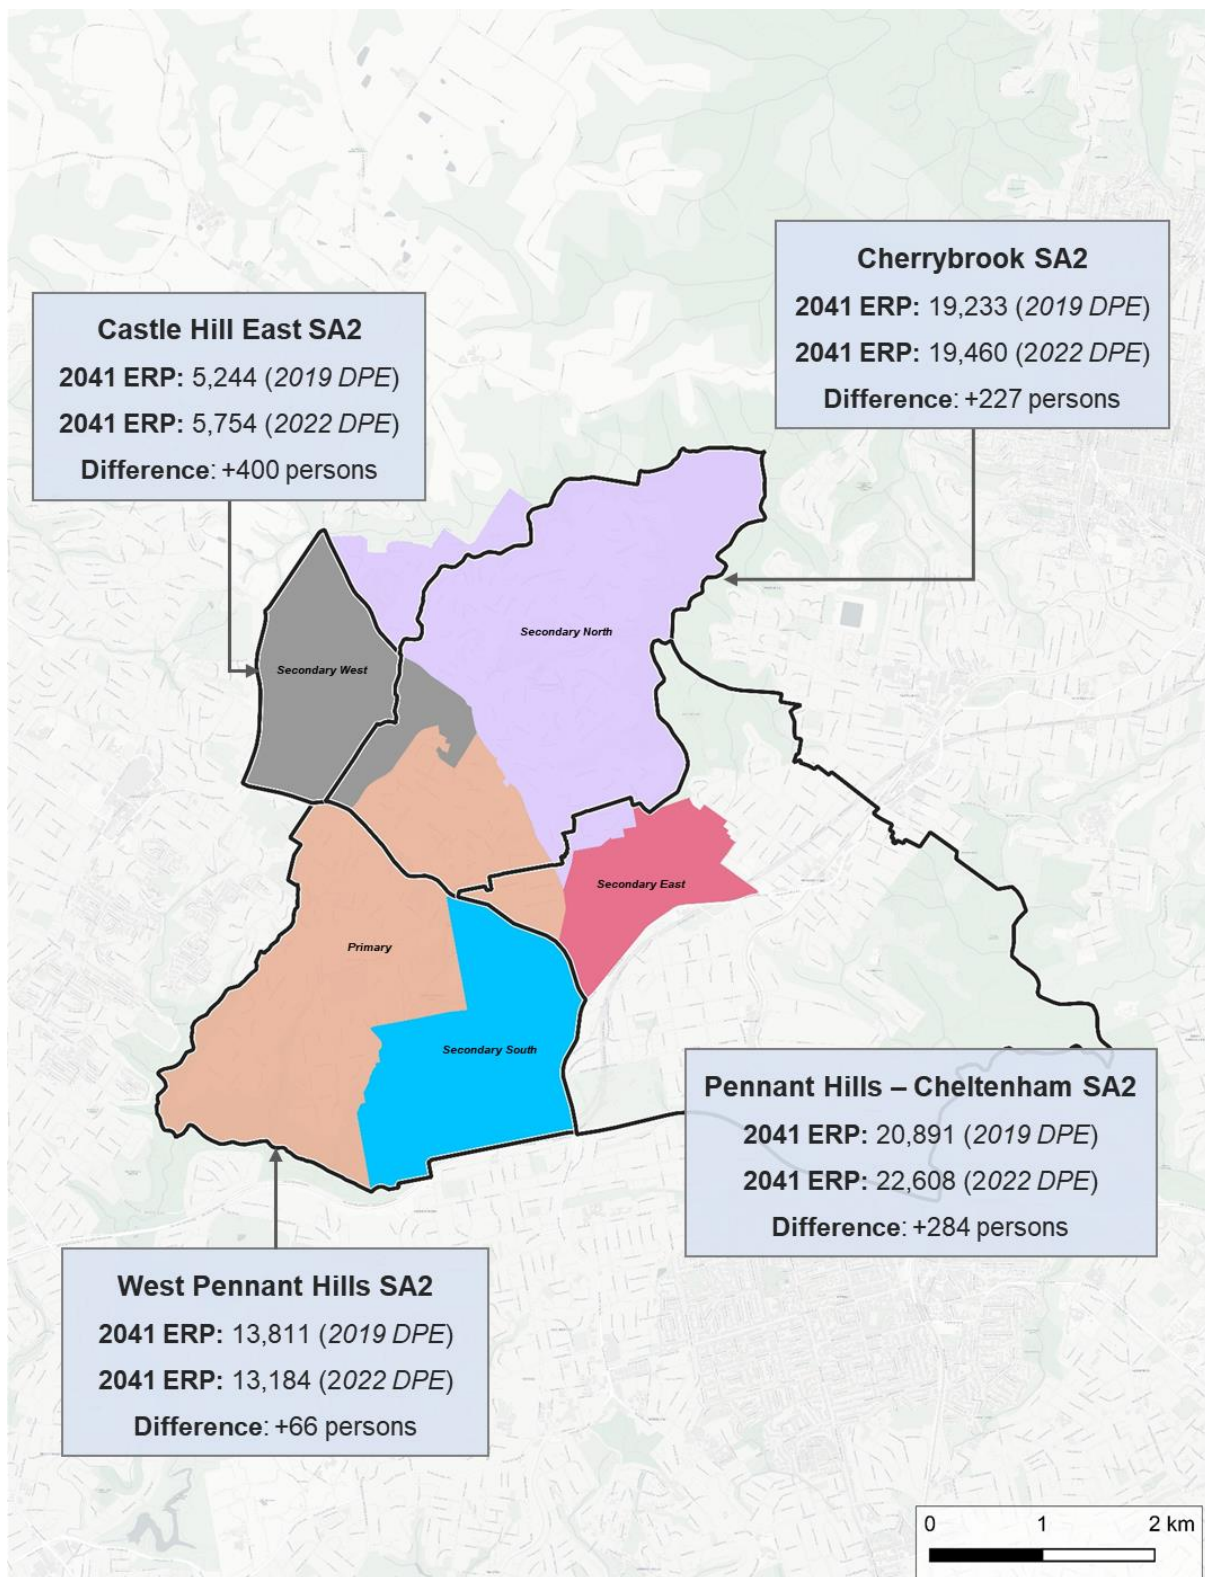 Cherrybrook SA2
2041 ERP: 19,233 (2019 DPE)
2041 ERP: 19,460 (2022 DPE)
Difference: +227 persons
Castle Hill East SA2
2041 ERP: 5,244 (2019 DPE)
2041 ERP: 5,754 (2022 DPE)
Difference: +400 persons
Secondary North
Secondary West
Secondary East
Primary
Secondary South
Pennant Hills – Cheltenham SA2
2041 ERP: 20,891 (2019 DPE)
2041 ERP: 22,608 (2022 DPE)
Difference: +284 persons
West Pennant Hills SA2
2041 ERP: 13,811 (2019 DPE)
2041 ERP: 13,184 (2022 DPE)
Difference: +66 persons
0 1 2 km